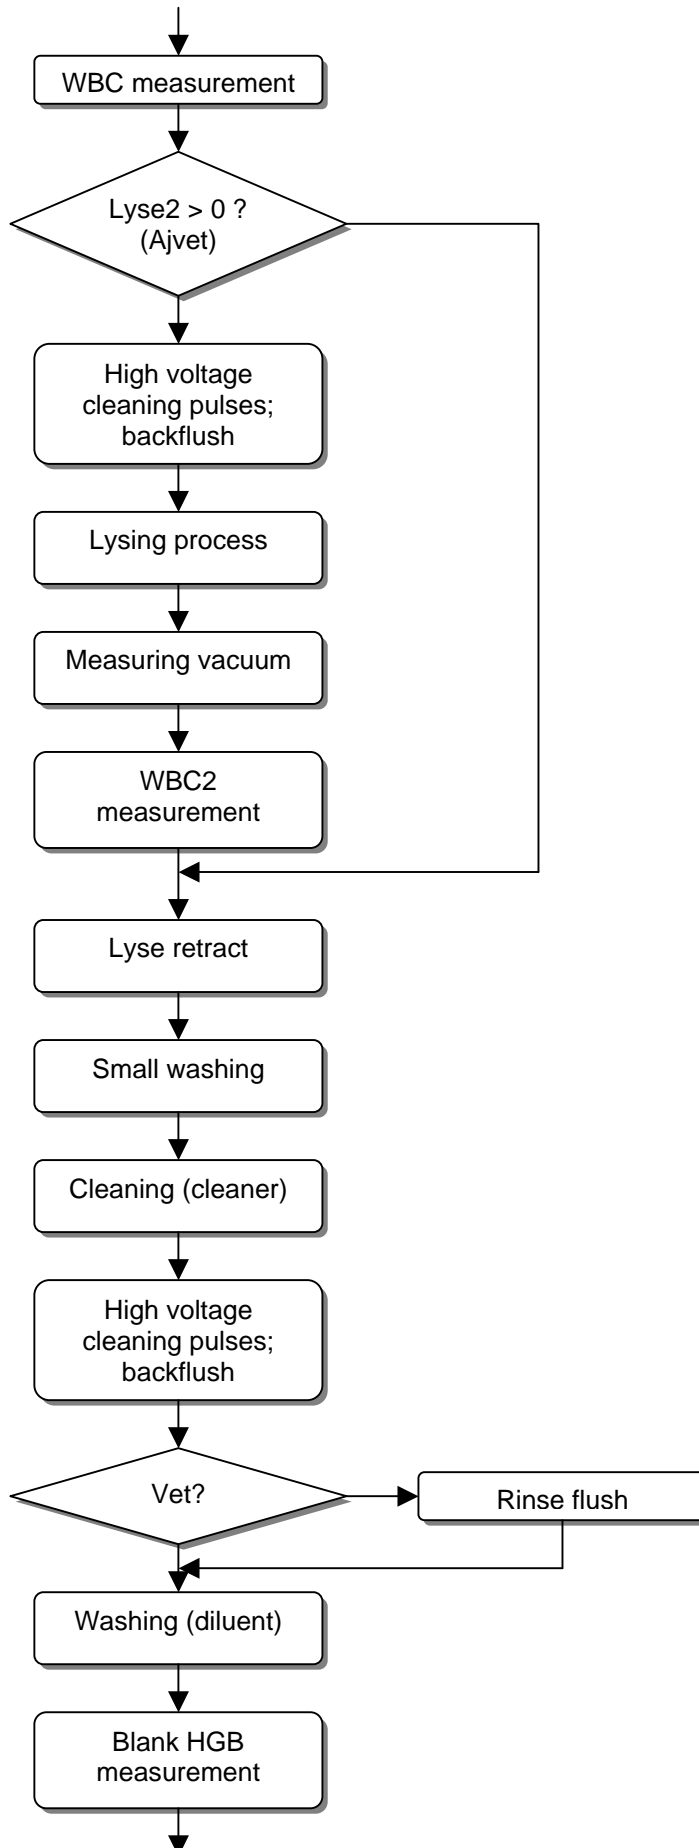 WBC measurement
Lyse2 > 0 ?
(Ajvet)
High voltage
cleaning pulses;
backflush
Lysing process
Measuring vacuum
WBC2
measurement
Lyse retract
Small washing
Cleaning (cleaner)
High voltage
cleaning pulses;
backflush
Vet?
Rinse flush
Washing (diluent)
Blank HGB
measurement